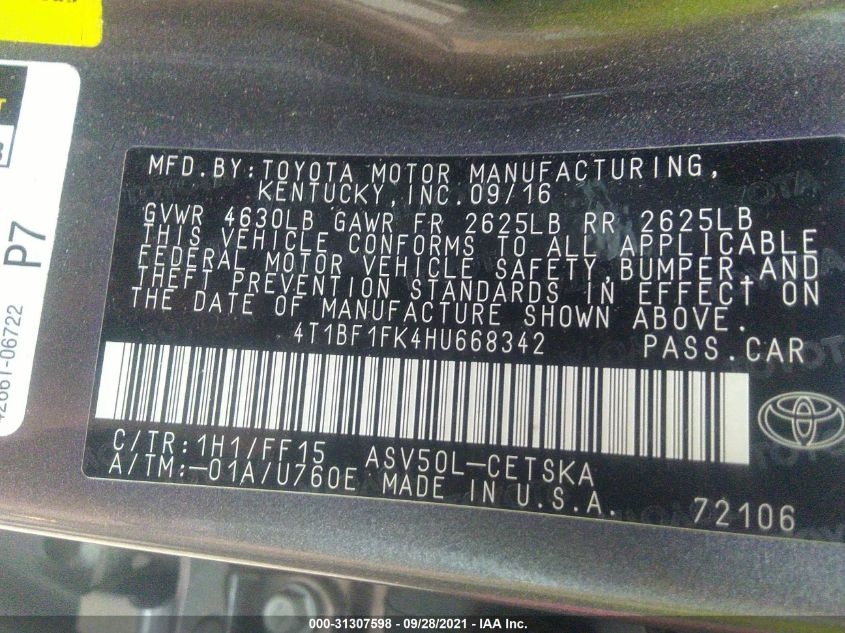 P7
42661-06722
MFD.BY:TOYOTA MOTOR MANUFACTURING,
KENTUCKY,INC.09/16
GVWR 4630LB GAWR FR 2625LB RR 2625LB
THIS VEHICLE CONFORMS TO ALL APPLICABLE
FEDERAL MOTOR VEHICLE SAFETY,BUMPER,AND
THEFT PREVENTION STANDARDS IN EFFECT ON
THE DATE OF MANUFACTURE SHOWN ABOVE.
4T1BF1FK4HU668342 PASS.CAR
C/TR:1H1/FF15 ASV50L-CETSKA
A/TM:-01A/U760E MADE IN U.S.A.
72106
000-31307598 - 09/28/2021 - IAA Inc.